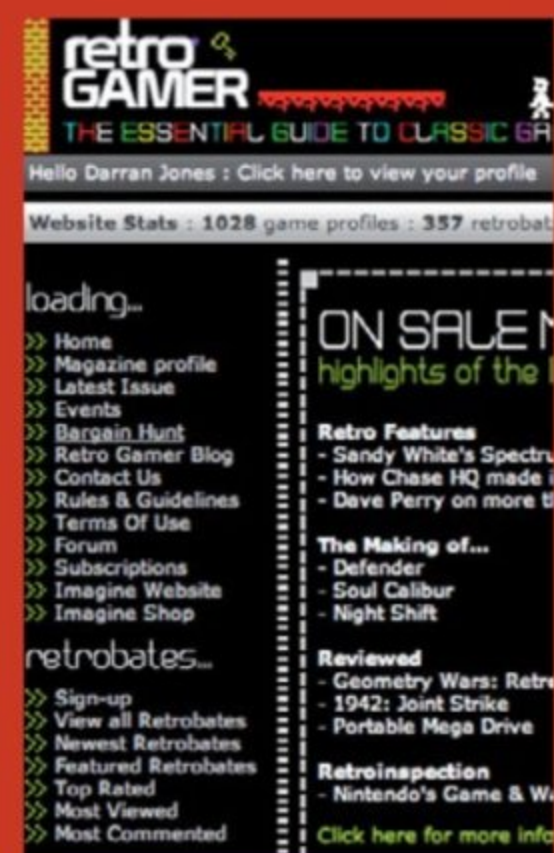 retro
GAMER
THE ESSENTIAL GUIDE TO CLASSIC GA
Hello Darran Jones : Click here to view your profile
Website Stats : 1028 game profiles : 357 retrobat
loading...
>> Home
>> Magazine profile
>> Latest Issue
>> Events
>> Bargain Hunt
>> Retro Gamer Blog
>> Contact Us
>> Rules & Guidelines
>> Terms Of Use
>> Forum
>> Subscriptions
>> Imagine Website
>> Imagine Shop
retrobates...
>> Sign-up
>> View all Retrobates
>> Newest Retrobates
>> Featured Retrobates
>> Top Rated
>> Most Viewed
>> Most Commented
ON SALE N
highlights of the
Retro Features
- Sandy White's Spectru
- How Chase HQ made i
- Dave Perry on more t
The Making of...
- Defender
- Soul Calibur
- Night Shift
Reviewed
- Geometry Wars: Retr
- 1942: Joint Strike
- Portable Mega Drive
Retroinspection
- Nintendo's Game & W
Click here for more info